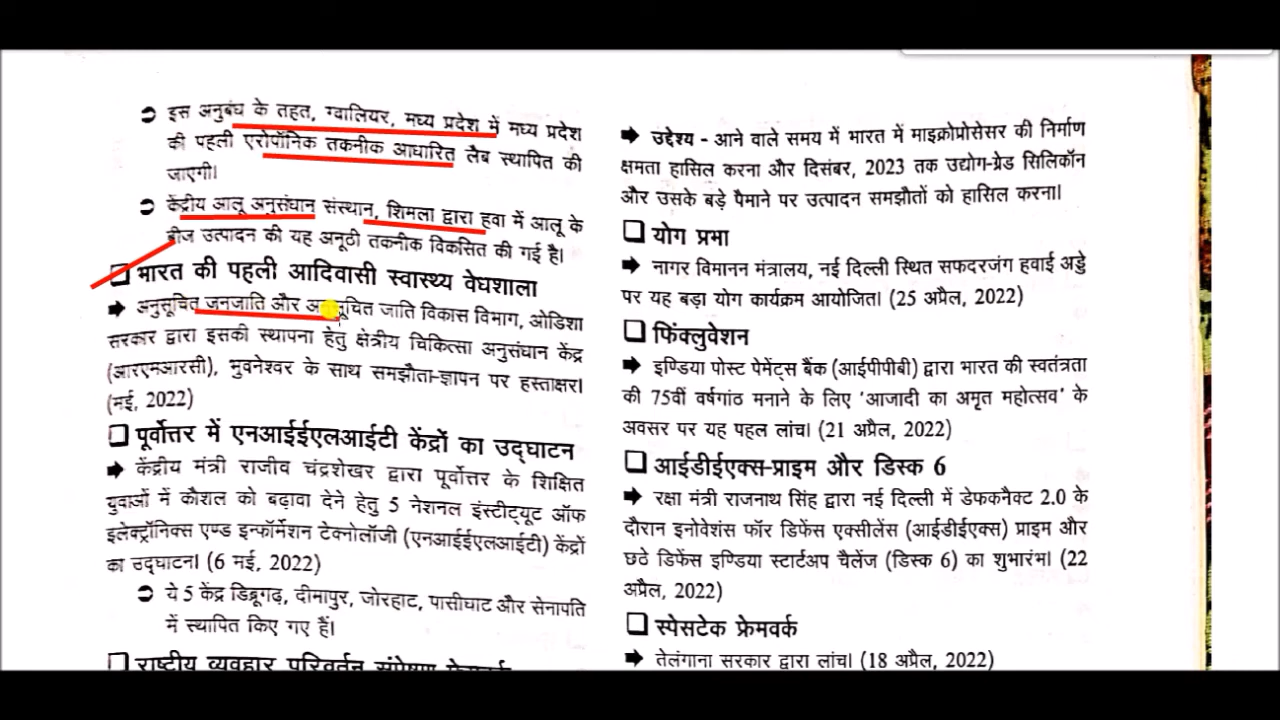 इस अनुबंध के तहत, ग्वालियर, मध्य प्रदेश में मध्य प्रदेश
की पहली एरोपॉनिक तकनीक आधारित लैब स्थापित की
जाएगी।
केंद्रीय आलू अनुसंधान संस्थान, शिमला द्वारा हवा में आलू के
बीज उत्पादन की यह अनूठी तकनीक विकसित की गई है।
भारत की पहली आदिवासी स्वास्थ्य वेधशाला
अनुसूचित जनजाति और अनुसूचित जाति विकास विभाग, ओडिशा
सरकार द्वारा इसकी स्थापना हेतु क्षेत्रीय चिकित्सा अनुसंधान केंद्र
(आरएमआरसी), भुवनेश्वर के साथ समझौता-ज्ञापन पर हस्ताक्षर।
(मई, 2022)
पूर्वोत्तर में एनआईईएलआईटी केंद्रों का उद्घाटन
केंद्रीय मंत्री राजीव चंद्रशेखर द्वारा पूर्वोत्तर के शिक्षित
युवाओं में कौशल को बढ़ावा देने हेतु 5 नेशनल इंस्टीट्यूट ऑफ
इलेक्ट्रॉनिक्स एण्ड इन्फॉर्मेशन टेक्नोलॉजी (एनआईईएलआईटी) केंद्रों
का उद्घाटन। (6 मई, 2022)
ये 5 केंद्र डिब्रूगढ़, दीमापुर, जोरहाट, पासीघाट और सेनापति
में स्थापित किए गए हैं।
राष्ट्रीय व्यवहार परिवर्तन संप्रेषण फ्रेमवर्क
उद्देश्य - आने वाले समय में भारत में माइक्रोप्रोसेसर की निर्माण
क्षमता हासिल करना और दिसंबर, 2023 तक उद्योग-ग्रेड सिलिकॉन
और उसके बड़े पैमाने पर उत्पादन समझौतों को हासिल करना।
योग प्रभा
नागर विमानन मंत्रालय, नई दिल्ली स्थित सफदरजंग हवाई अड्डे
पर यह बड़ा योग कार्यक्रम आयोजित। (25 अप्रैल, 2022)
फिंक्लुवेशन
इण्डिया पोस्ट पेमेंट्स बैंक (आईपीपीबी) द्वारा भारत की स्वतंत्रता
की 75वीं वर्षगांठ मनाने के लिए 'आजादी का अमृत महोत्सव' के
अवसर पर यह पहल लांच। (21 अप्रैल, 2022)
आईडीईएक्स-प्राइम और डिस्क 6
रक्षा मंत्री राजनाथ सिंह द्वारा नई दिल्ली में डेफकनैक्ट 2.0 के
दौरान इनोवेशंस फॉर डिफेंस एक्सीलेंस (आईडीईएक्स) प्राइम और
छठे डिफेंस इण्डिया स्टार्टअप चैलेंज (डिस्क 6) का शुभारंभ। (22
अप्रैल, 2022)
स्पेसटेक फ्रेमवर्क
तेलंगाना सरकार द्वारा लांच। (18 अप्रैल, 2022)